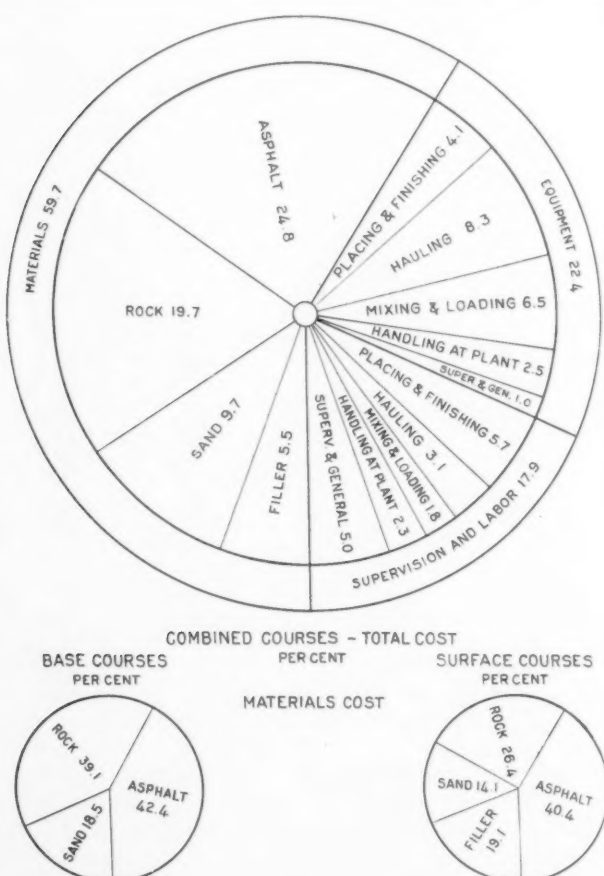 MATERIALS 59.7
EQUIPMENT 22.4
SUPERVISION AND LABOR 17.9
ASPHALT
24.8
PLACING & FINISHING 4.1
HAULING 8.3
MIXING & LOADING 6.5
HANDLING AT PLANT 2.5
SUPER & GEN. 1.0
PLACING & FINISHING 5.7
HAULING 3.1
MIXING & LOADING 1.8
HANDLING AT PLANT 2.3
SUPERV. & GENERAL 5.0
FILLER 5.5
SAND 9.7
ROCK 19.7
COMBINED COURSES - TOTAL COST
PER CENT
BASE COURSES
PER CENT
SURFACE COURSES
PER CENT
MATERIALS COST
ROCK 39.1
ASPHALT
42.4
SAND 18.5
ROCK 26.4
SAND 14.1
ASPHALT
40.4
FILLER
19.1